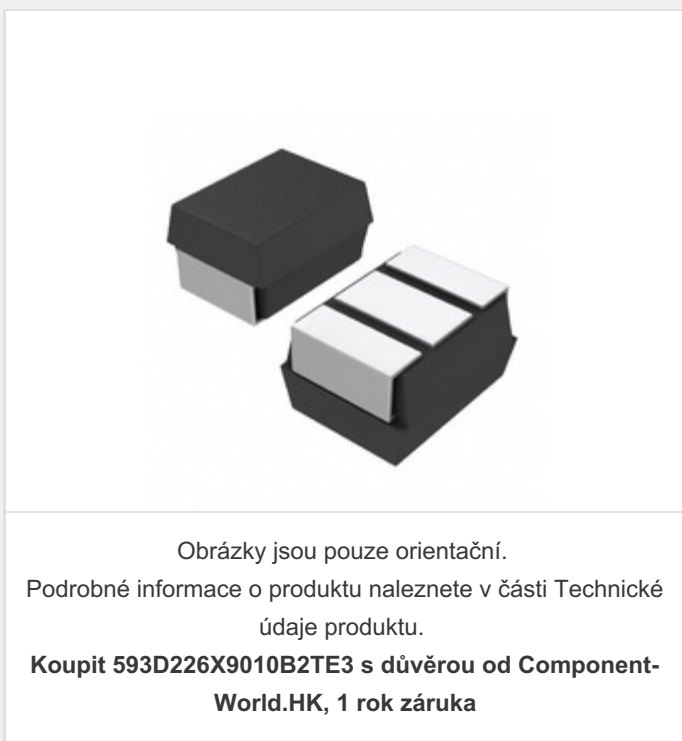 Obrázky jsou pouze orientační.
Podrobné informace o produktu naleznete v části Technické
údaje produktu.
Koupit 593D226X9010B2TE3 s důvěrou od Component-
World.HK, 1 rok záruka